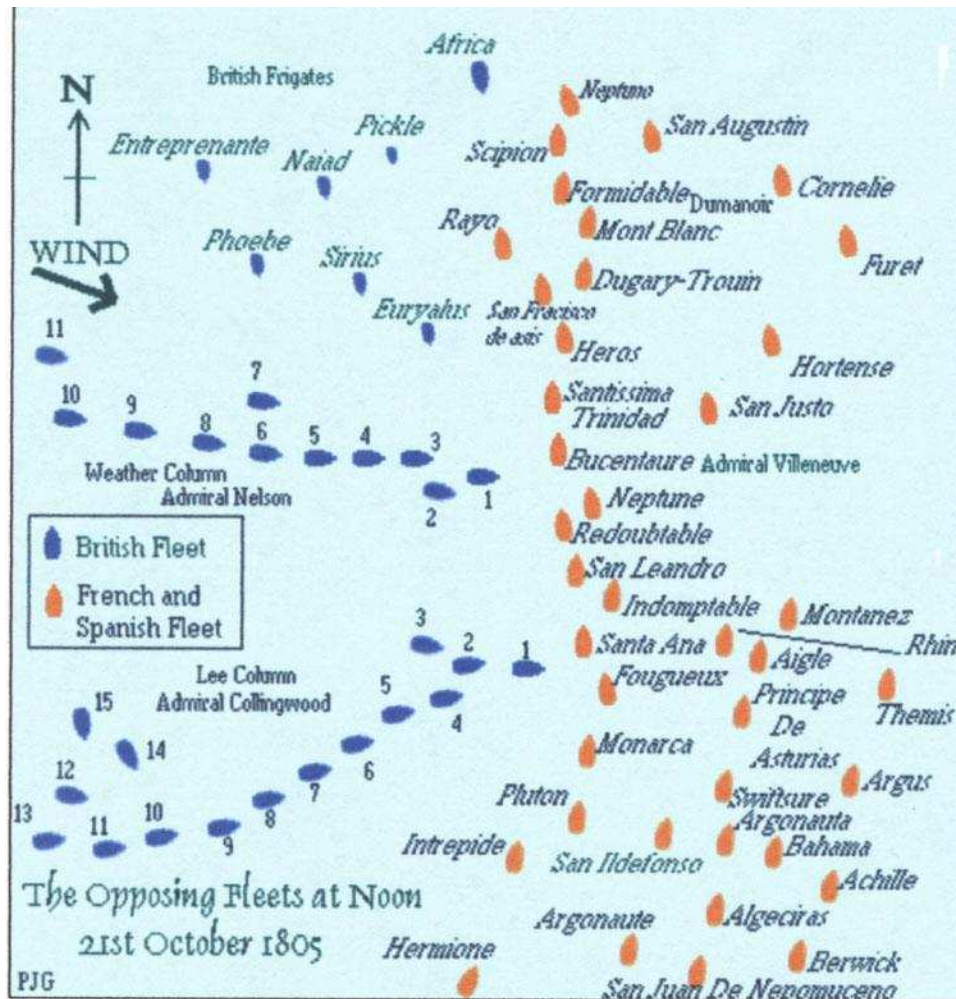 Africa
British Frigates
N
Neptuno
San Augustin
Pickle
Scipion
Entreprenante
Naiad
Cornelie
Formidable
Dumanoir
Rayo
Mont Blanc
Phoebe
Sirius
WIND
Furet
Dugary-Trouin
Euryalus
San Fracisco
de astis
Heros
Hortense
11
10
9
8
7
6
5
4
3
2
1
Santissima
Trinidad
San Justo
Weather Column
Admiral Nelson
Bucentaure
Admiral Villeneuve
Neptune
Redoubtable
British Fleet
French and
Spanish Fleet
San Leandro
Indomptable
Montanez
Rhin
Santa Ana
Aigle
Fougueux
Themis
Principe
De
Asturias
3
2
1
Lee Column
Admiral Collingwood
5
4
15
14
6
7
12
13
11
10
9
8
Monarca
Argus
Swiftsure
Pluton
Argonauta
Intrepide
San Ildefonso
Bahama
Achille
The Opposing Fleets at Noon
21st October 1805
Argonaute
Algeciras
Hermione
Berwick
San Juan De Nepomuceno
PJG